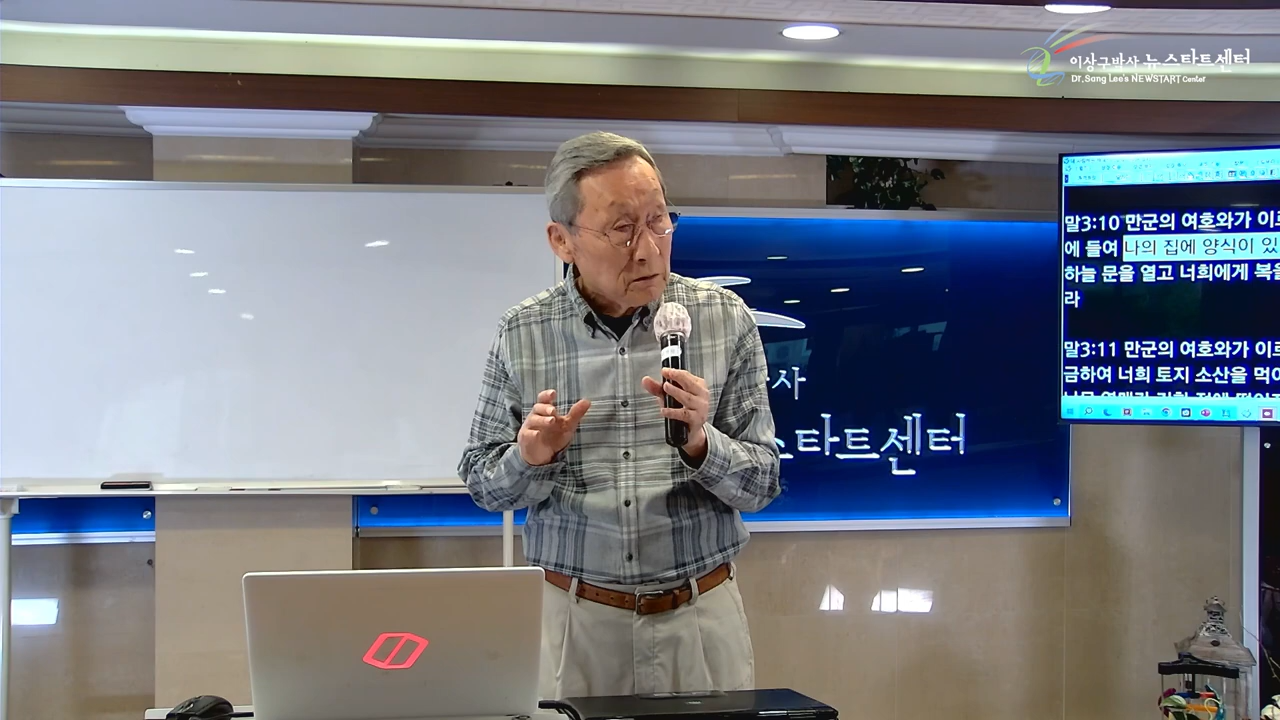 이상구박사 뉴스타트센터
Dr. Sang Lee's NEWSTART Center
말3:10 만군의 여호와가 이르
에 들여 나의 집에 양식이 있
하늘 문을 열고 너희에게 복을
라
말3:11 만군의 여호와가 이르
금하여 너희 토지 소산을 먹어
사
스타트센터